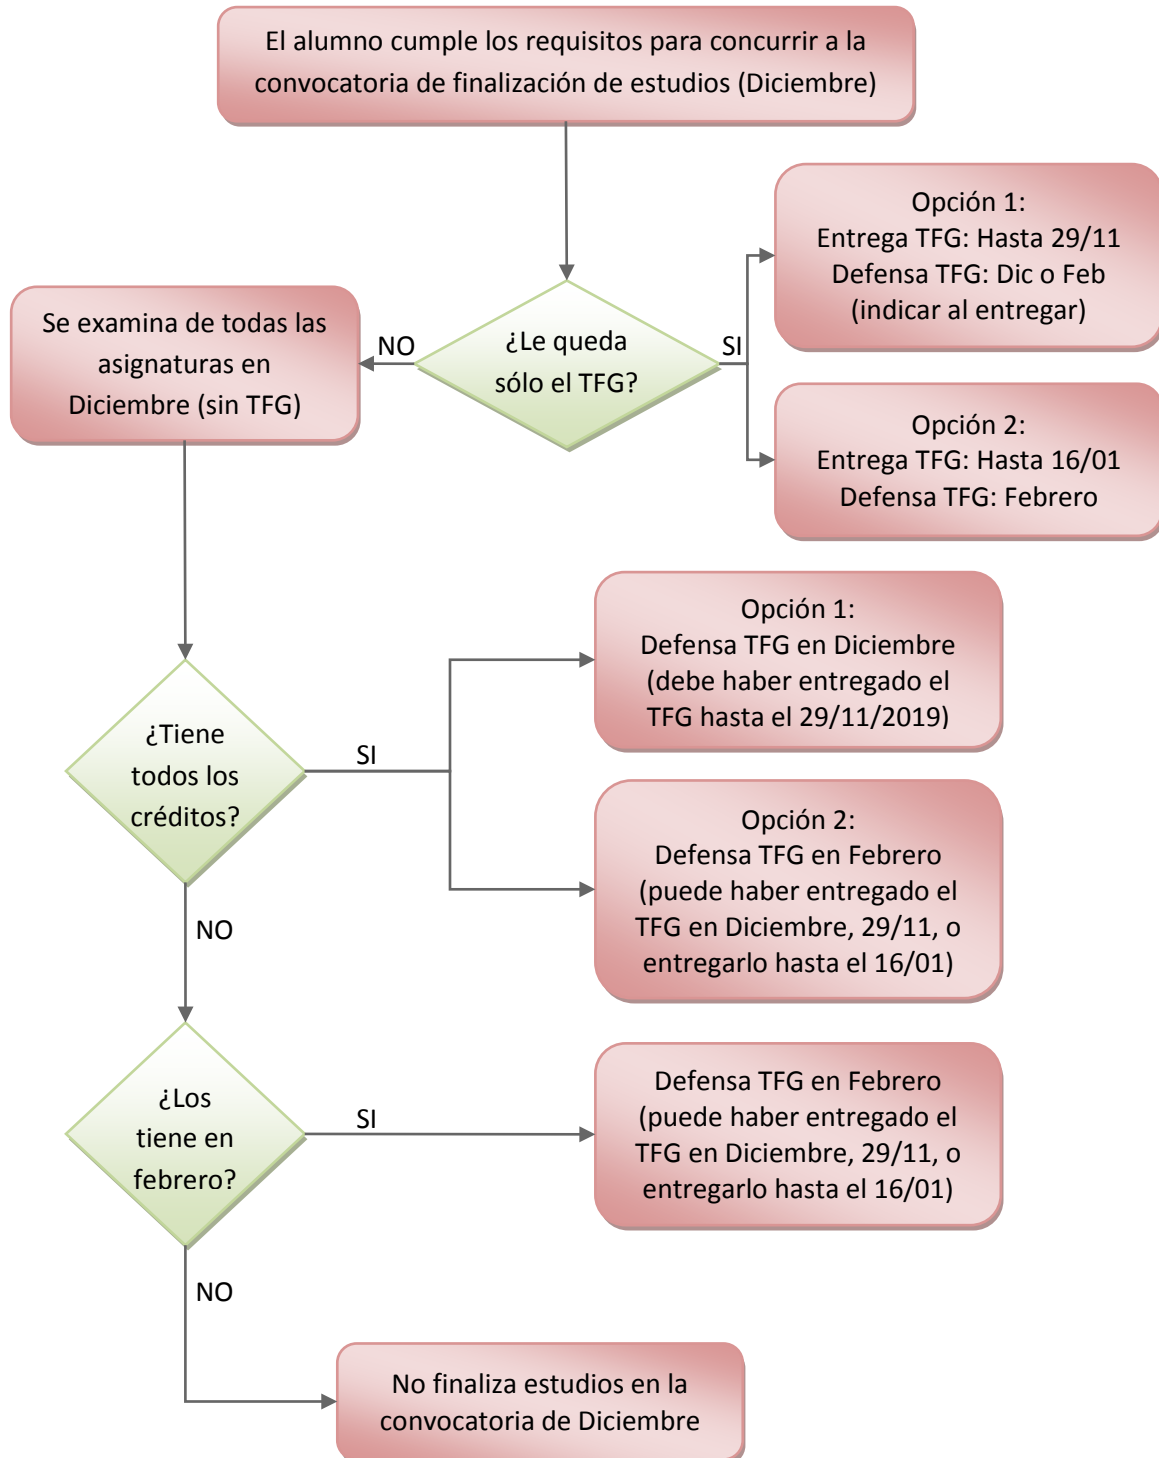 El alumno cumple los requisitos para concurrir a la
convocatoria de finalización de estudios (Diciembre)
Opción 1:
Entrega TFG: Hasta 29/11
Defensa TFG: Dic o Feb
(indicar al entregar)
Se examina de todas las
asignaturas en
Diciembre (sin TFG)
NO
¿Le queda
sólo el TFG?
SI
Opción 2:
Entrega TFG: Hasta 16/01
Defensa TFG: Febrero
Opción 1:
Defensa TFG en Diciembre
(debe haber entregado el
TFG hasta el 29/11/2019)
¿Tiene
todos los
créditos?
SI
Opción 2:
Defensa TFG en Febrero
(puede haber entregado el
TFG en Diciembre, 29/11, o
entregarlo hasta el 16/01)
NO
¿Los
tiene en
febrero?
SI
Defensa TFG en Febrero
(puede haber entregado el
TFG en Diciembre, 29/11, o
entregarlo hasta el 16/01)
NO
No finaliza estudios en la
convocatoria de Diciembre